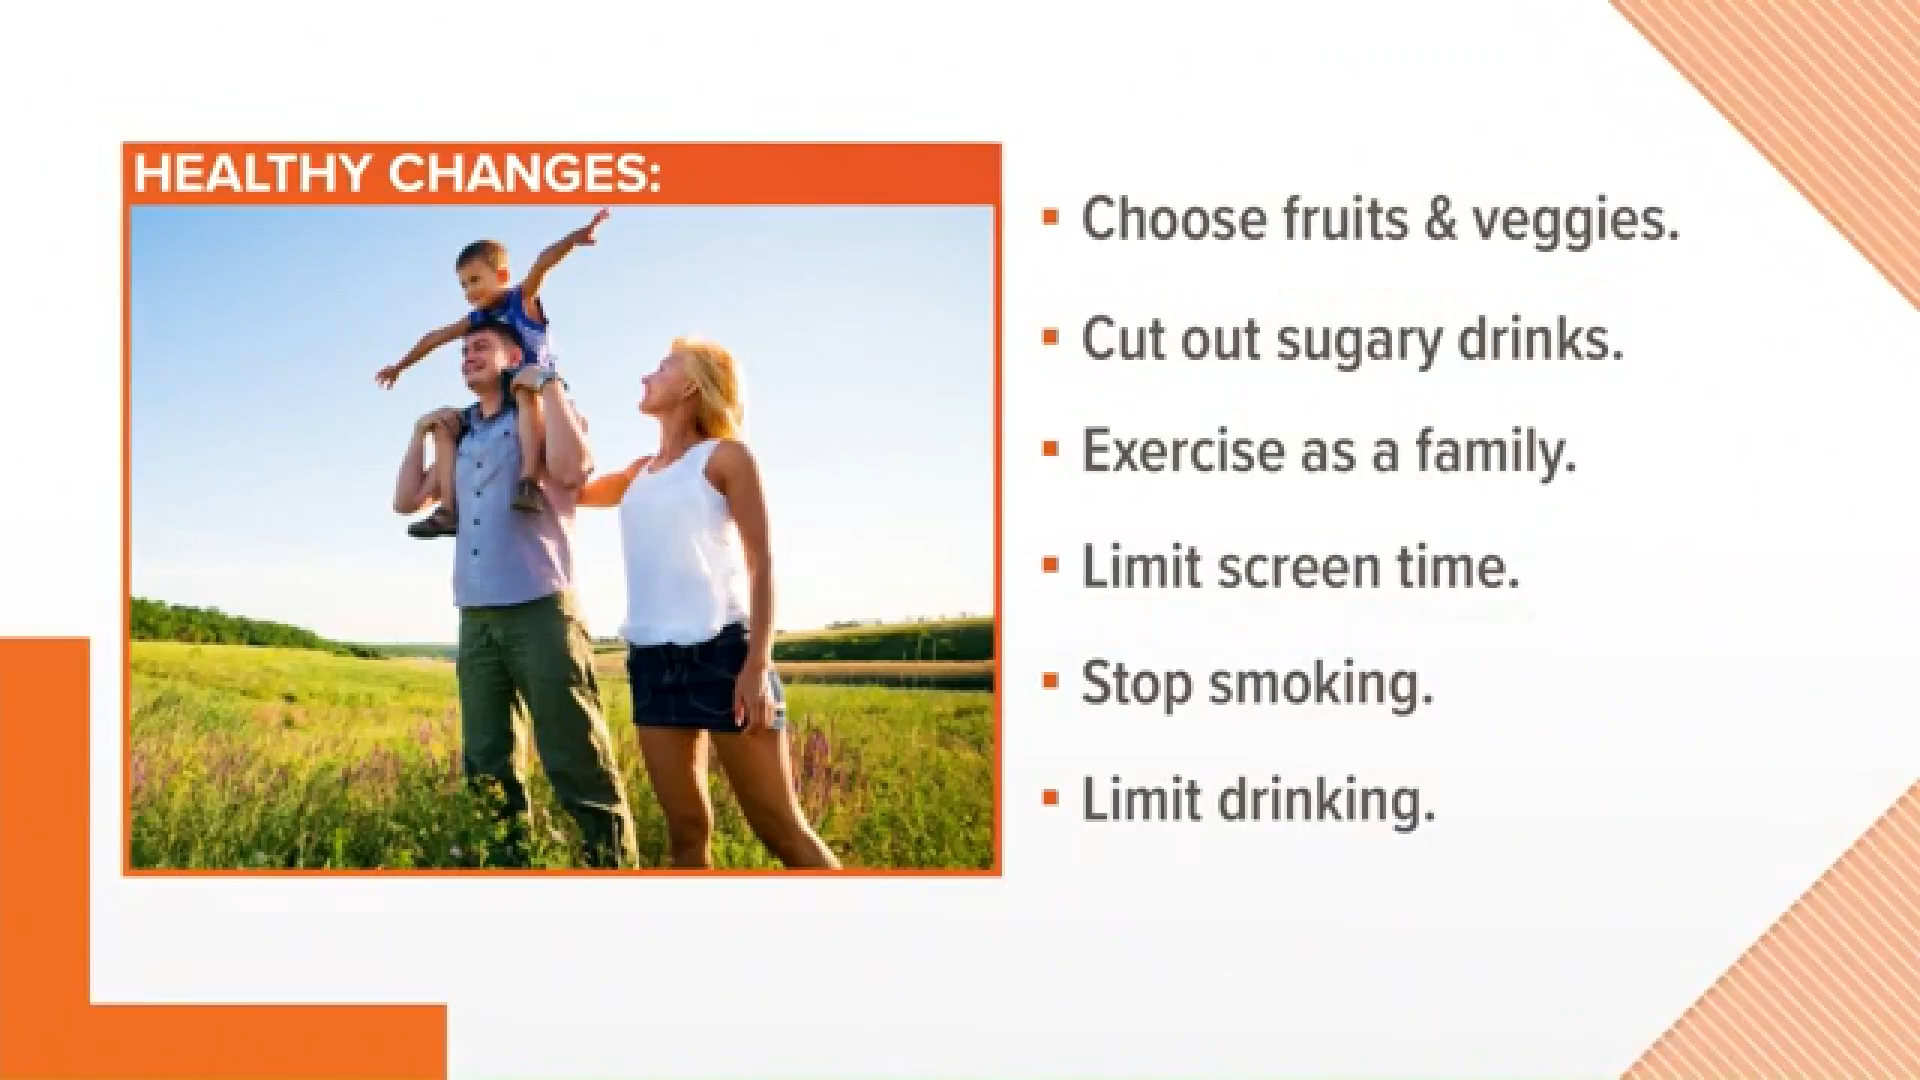 HEALTHY CHANGES:
Choose fruits & veggies.
Cut out sugary drinks.
Exercise as a family.
Limit screen time.
Stop smoking.
Limit drinking.